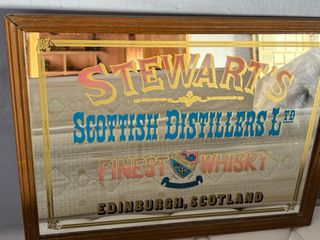 STEWART'S
SCOTTISH DISTILLERS LTD
FINEST WHISKY
EDINBURGH, SCOTLAND